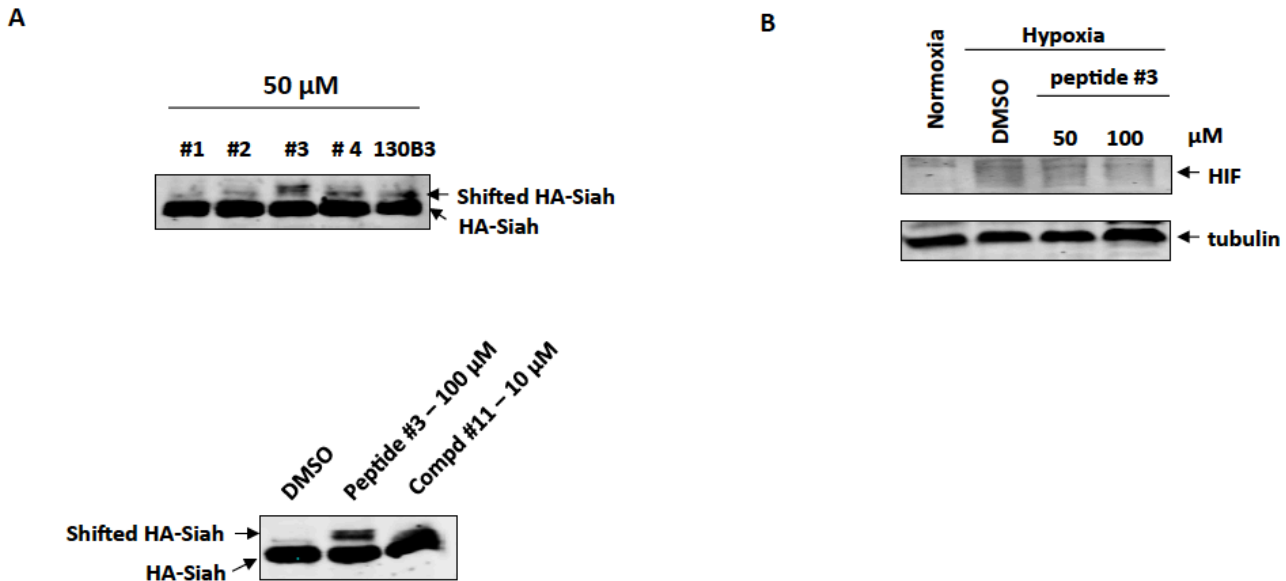 A
50 μM
#1 #2 #3 # 4 130B3
Shifted HA-Siah
HA-Siah
DMSO
Peptide #3 – 100 μM
Compd #11 – 10 μM
Shifted HA-Siah
HA-Siah
B
Normoxia
Hypoxia
DMSO
peptide #3
50 100 μM
HIF
tubulin